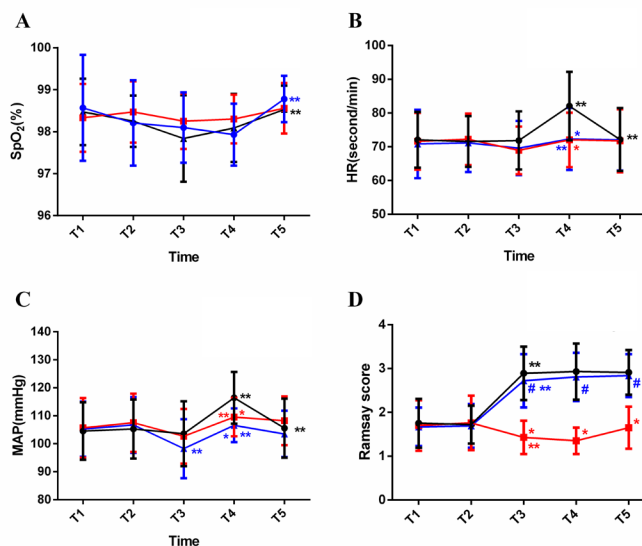 A
SpO2(%)
100
99
98
97
96
**
**
T1 T2 T3 T4 T5
Time
B
HR(second/min)
100
90
80
70
60
50
**
*
** *
**
T1 T2 T3 T4 T5
Time
C
MAP(mmHg)
140
130
120
110
100
90
80
**
** *
* **
**
**
T1 T2 T3 T4 T5
Time
D
Ramsay score
4
3
2
1
0
**
# **
#
#
*
**
*
*
T1 T2 T3 T4 T5